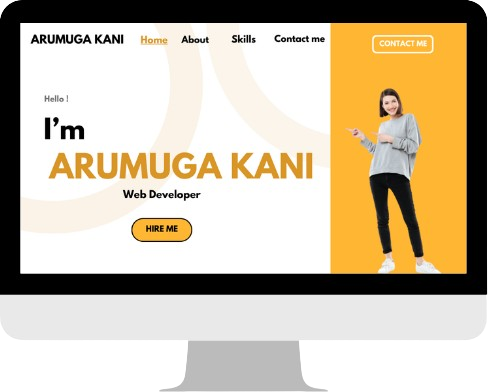 ARUMUGA KANI Home About Skills Contact me CONTACT ME
Hello !
I'm
ARUMUGA KANI
Web Developer
HIRE ME